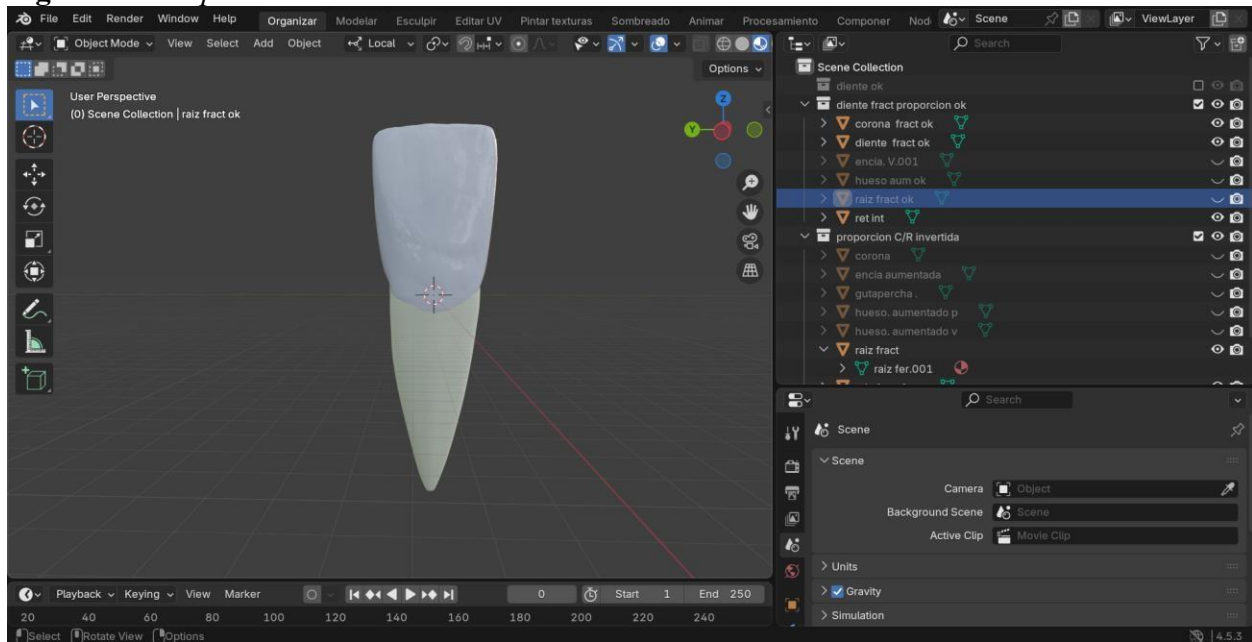 File Edit Render Window Help Organizar Modelar Esculpir Editar UV Pintar texturas Sombreado Animar Procesamiento Componer Nod Scene ViewLayer
Object Mode View Select Add Object Local Search
Options
User Perspective
(0) Scene Collection | raiz fract ok
Z
Y
Scene Collection
diente ok
diente fract proporcion ok
corona fract ok
diente fract ok
encia. V.001
hueso aum ok
raiz fract ok
ret int
proporcion C/R invertida
corona
encia aumentada
gutapercha .
hueso. aumentado p
hueso. aumentado v
raiz fract
raiz fer.001
Search
Scene
Scene
Camera Object
Background Scene Scene
Active Clip Movie Clip
Units
Gravity
Simulation
Playback Keying View Marker 0 Start 1 End 250
20 40 60 80 100 120 140 160 180 200 220 240
Select Rotate View Options 4.5.3